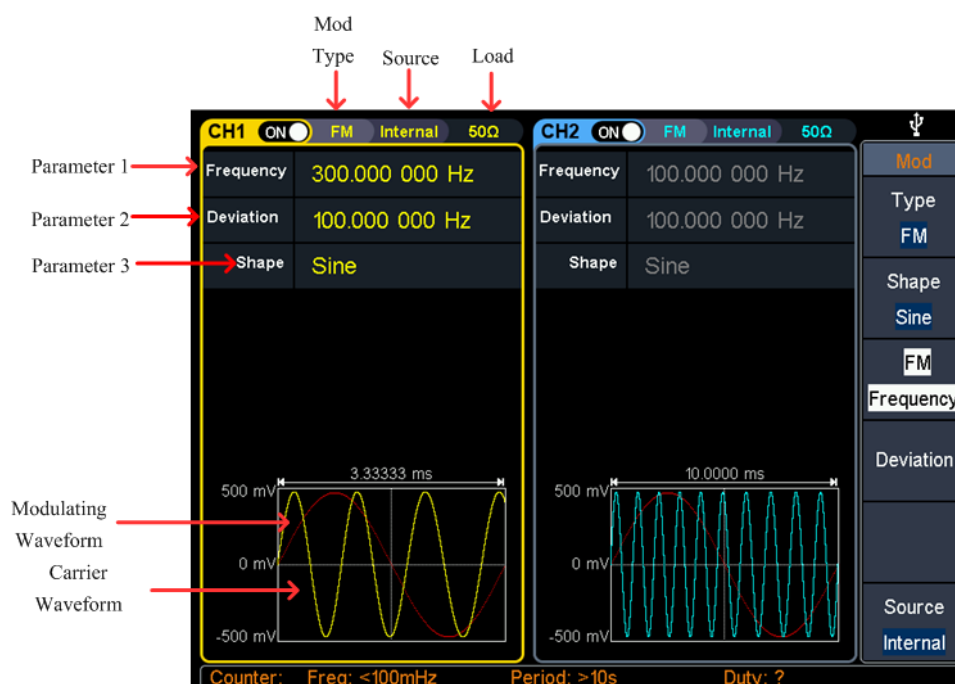 Mod
Type Source Load
CH1 ON FM Internal 50Ω
CH2 ON FM Internal 50Ω
Parameter 1
Frequency 300.000 000 Hz
Frequency 100.000 000 Hz
Parameter 2
Deviation 100.000 000 Hz
Deviation 100.000 000 Hz
Parameter 3
Shape Sine
Shape Sine
Mod
Type
FM
Shape
Sine
FM
Frequency
Deviation
Source
Internal
3.33333 ms
500 mV
0 mV
-500 mV
10.0000 ms
500 mV
0 mV
-500 mV
Modulating
Waveform
Carrier
Waveform
Counter: Freq: <100mHz Period: >10s Duty: ?